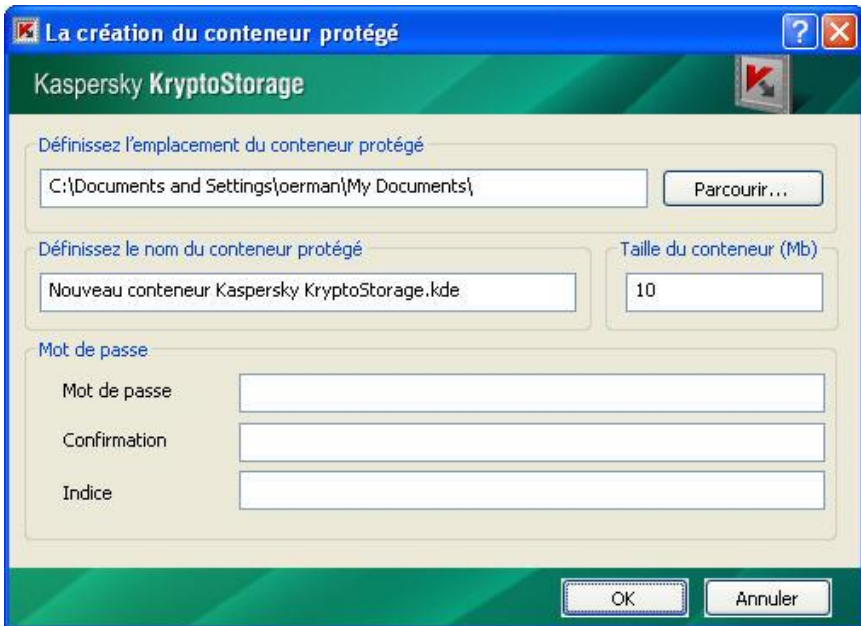 La création du conteneur protégé
Kaspersky KryptoStorage
Définissez l'emplacement du conteneur protégé
C:\Documents and Settings\oerman\My Documents\
Parcourir...
Définissez le nom du conteneur protégé
Taille du conteneur (Mb)
Nouveau conteneur Kaspersky KryptoStorage.kde
10
Mot de passe
Mot de passe
Confirmation
Indice
OK
Annuler